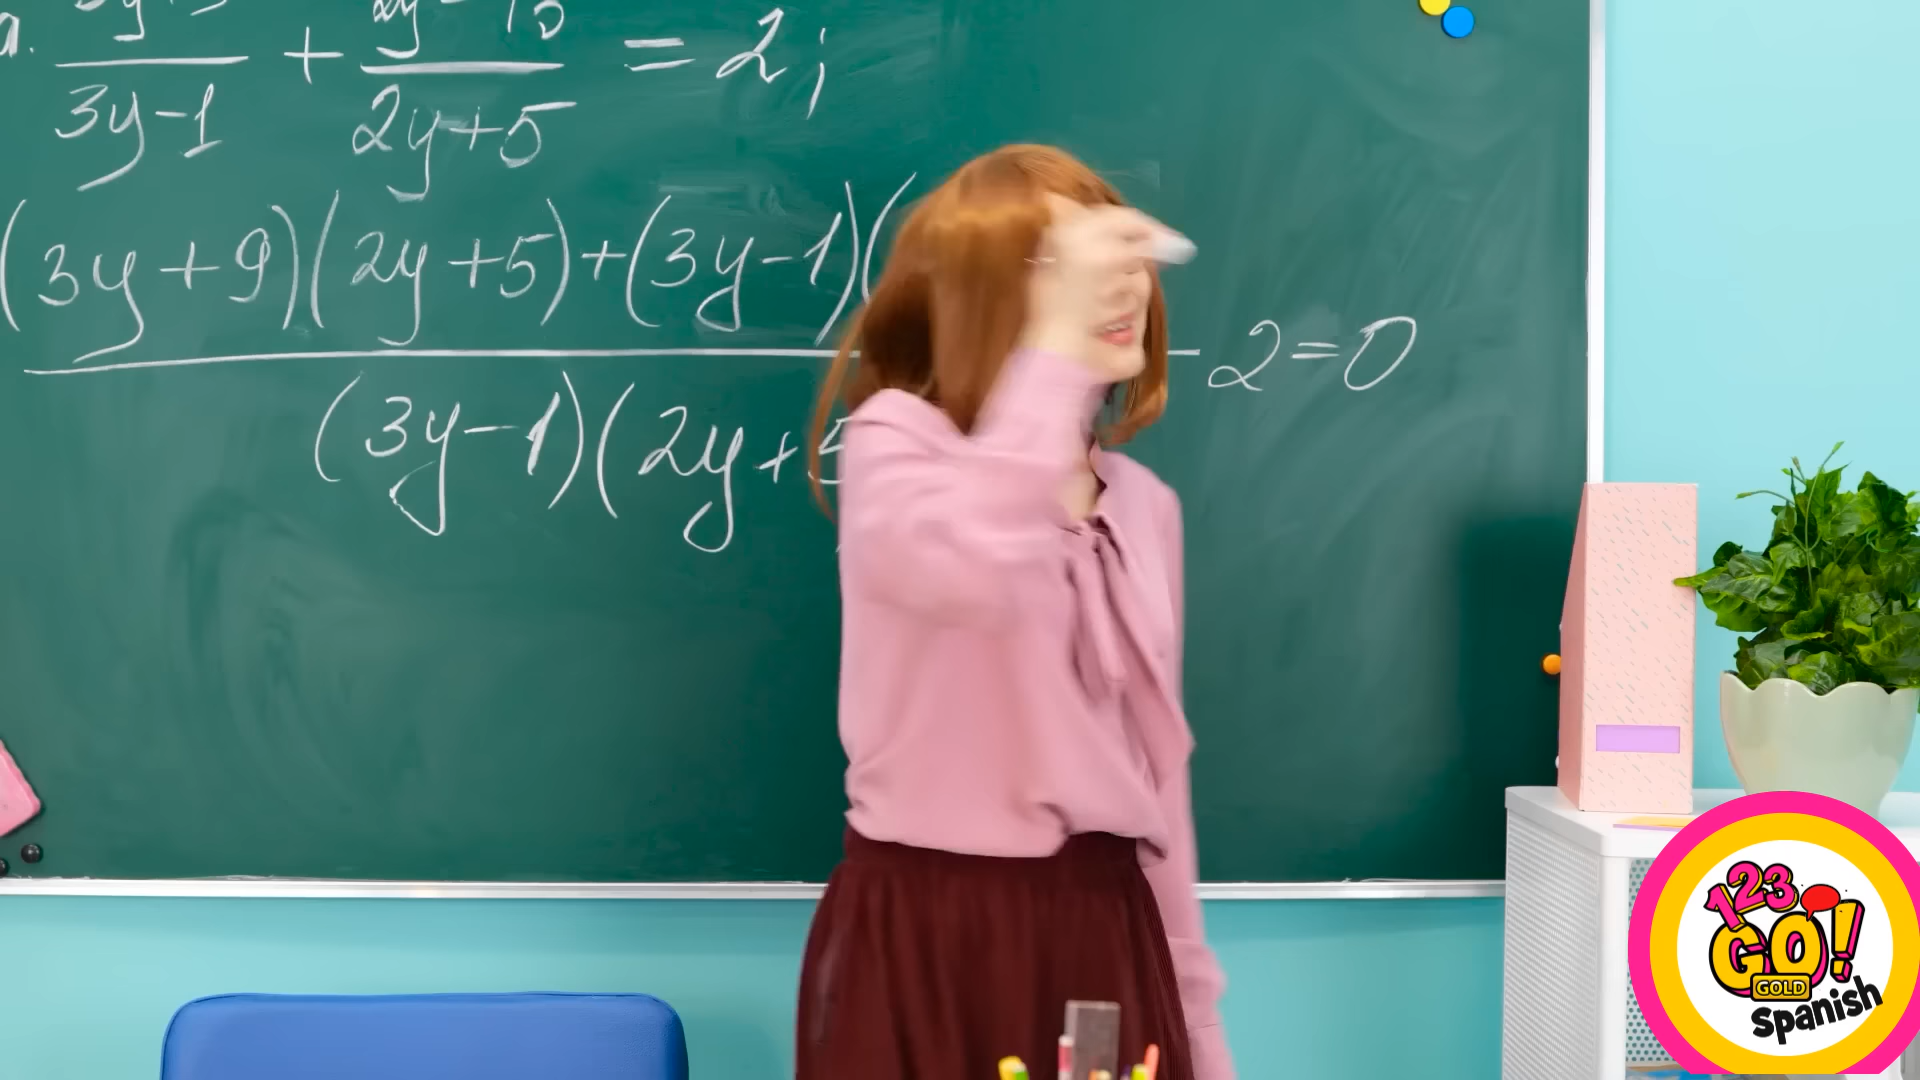 3y-1 + 2y+5 = 2;
(3y+9)(2y+5)+(3y-1)(
- 2=0
(3y-1)(2y+5
123
GO!
GOLD
Spanish